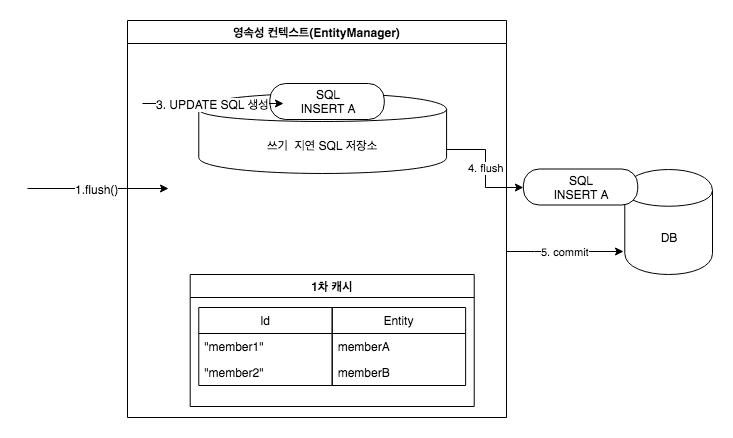 영속성 컨텍스트(EntityManager)
SQL
INSERT A
3. UPDATE SQL 생성
쓰기 지연 SQL 저장소
1.flush()
4. flush
SQL
INSERT A
DB
5. commit
1차 캐시
Id Entity
"member1" memberA
"member2" memberB